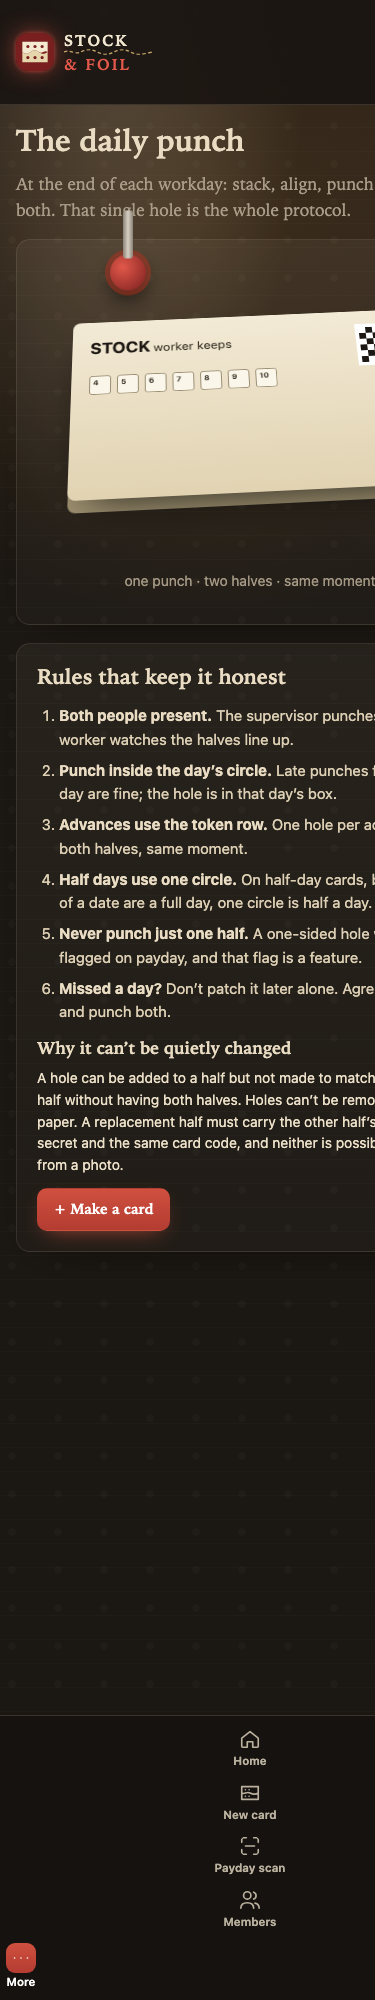 STOCK
& FOIL
The daily punch
At the end of each workday: stack, align, punch
both. That single hole is the whole protocol.
STOCK worker keeps
4 5 6 7 8 9 10
one punch · two halves · same moment
Rules that keep it honest
1. Both people present. The supervisor punches
worker watches the halves line up.
2. Punch inside the day’s circle. Late punches
day are fine; the hole is in that day’s box.
3. Advances use the token row. One hole per
both halves, same moment.
4. Half days use one circle. On half-day cards,
of a date are a full day, one circle is half a day.
5. Never punch just one half. A one-sided hole
flagged on payday, and that flag is a feature.
6. Missed a day? Don’t patch it later alone.
and punch both.
Why it can’t be quietly changed
A hole can be added to a half but not made to match
half without having both halves. Holes can’t be
paper. A replacement half must carry the other half’s
secret and the same card code, and neither is
from a photo.
+ Make a card
Home
New card
Payday scan
Members
More